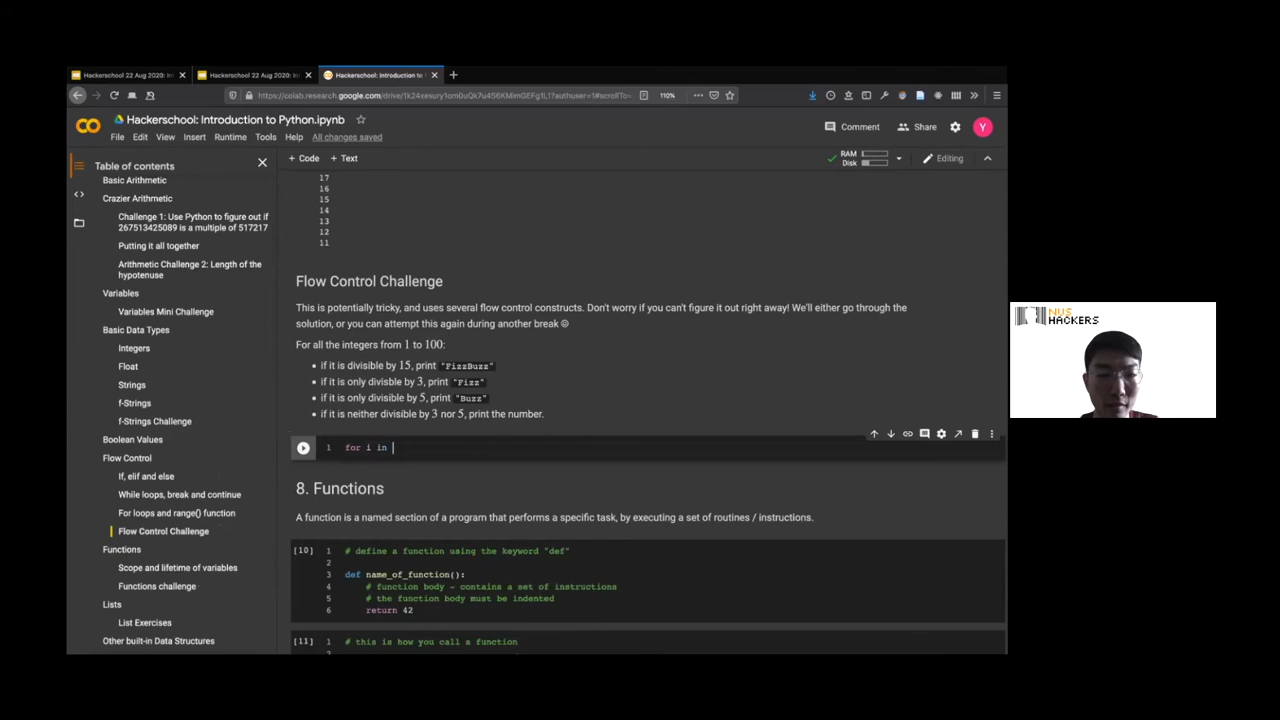 Hackerschool 22 Aug 2020: In
Hackerschool 22 Aug 2020: In
Hackerschool: Introduction to
110%
Hackerschool: Introduction to Python.ipynb
File Edit View Insert Runtime Tools Help All changes saved
Comment
Share
Y
Table of contents
+ Code + Text
RAM
Disk
Editing
Basic Arithmetic
Crazier Arithmetic
Challenge 1: Use Python to figure out if
267513425089 is a multiple of 517217
Putting it all together
Arithmetic Challenge 2: Length of the
hypotenuse
Variables
Variables Mini Challenge
Basic Data Types
Integers
Float
Strings
f-Strings
f-Strings Challenge
Boolean Values
Flow Control
If, elif and else
While loops, break and continue
For loops and range() function
Flow Control Challenge
Functions
Scope and lifetime of variables
Functions challenge
Lists
List Exercises
Other built-in Data Structures
17
16
15
14
13
12
11
Flow Control Challenge
This is potentially tricky, and uses several flow control constructs. Don't worry if you can't figure it out right away! We'll either go through the
solution, or you can attempt this again during another break
For all the integers from 1 to 100:
• if it is divisible by 15, print "FizzBuzz"
• if it is only divisble by 3, print "Fizz"
• if it is only divisible by 5, print "Buzz"
• if it is neither divisible by 3 nor 5, print the number.
1 for i in
8. Functions
A function is a named section of a program that performs a specific task, by executing a set of routines / instructions.
[10] 1 # define a function using the keyword "def"
2
3 def name_of_function():
4 # function body - contains a set of instructions
5 # the function body must be indented
6 return 42
[11] 1 # this is how you call a function
NUS
HACKERS